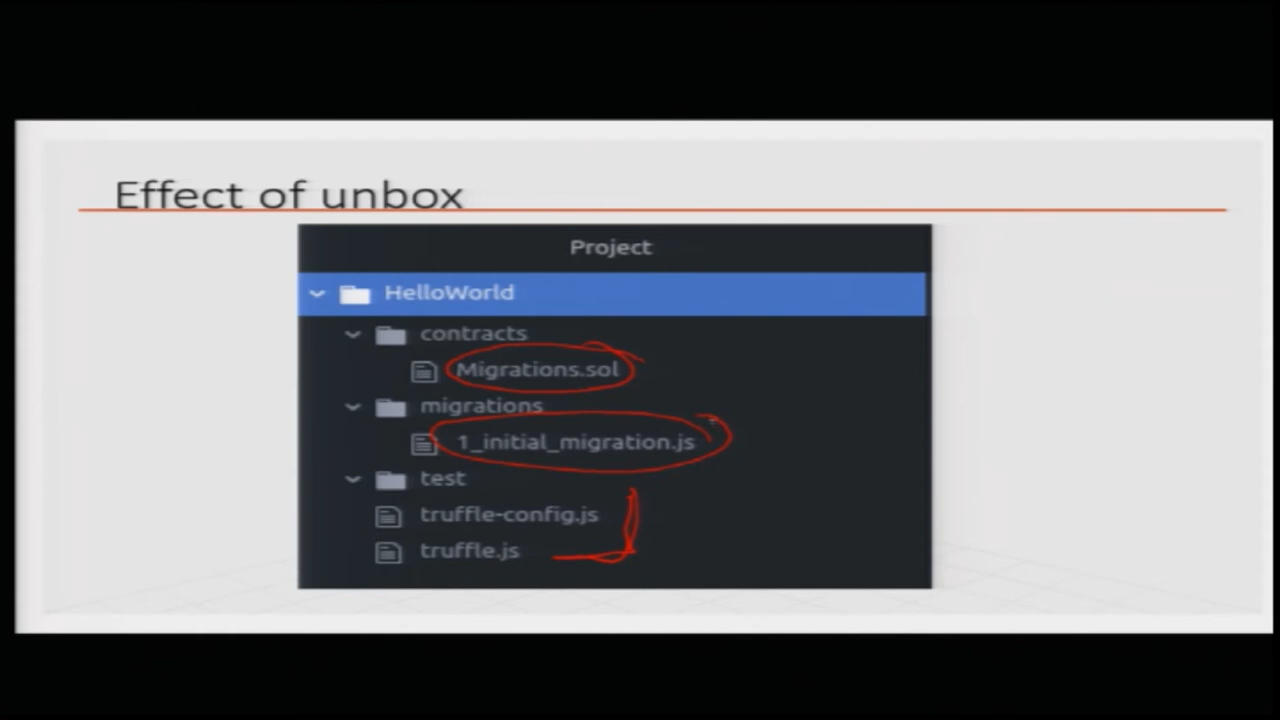 Effect of unbox
Project
HelloWorld
contracts
Migrations.sol
migrations
1_initial_migration.js
test
truffle-config.js
truffle.js